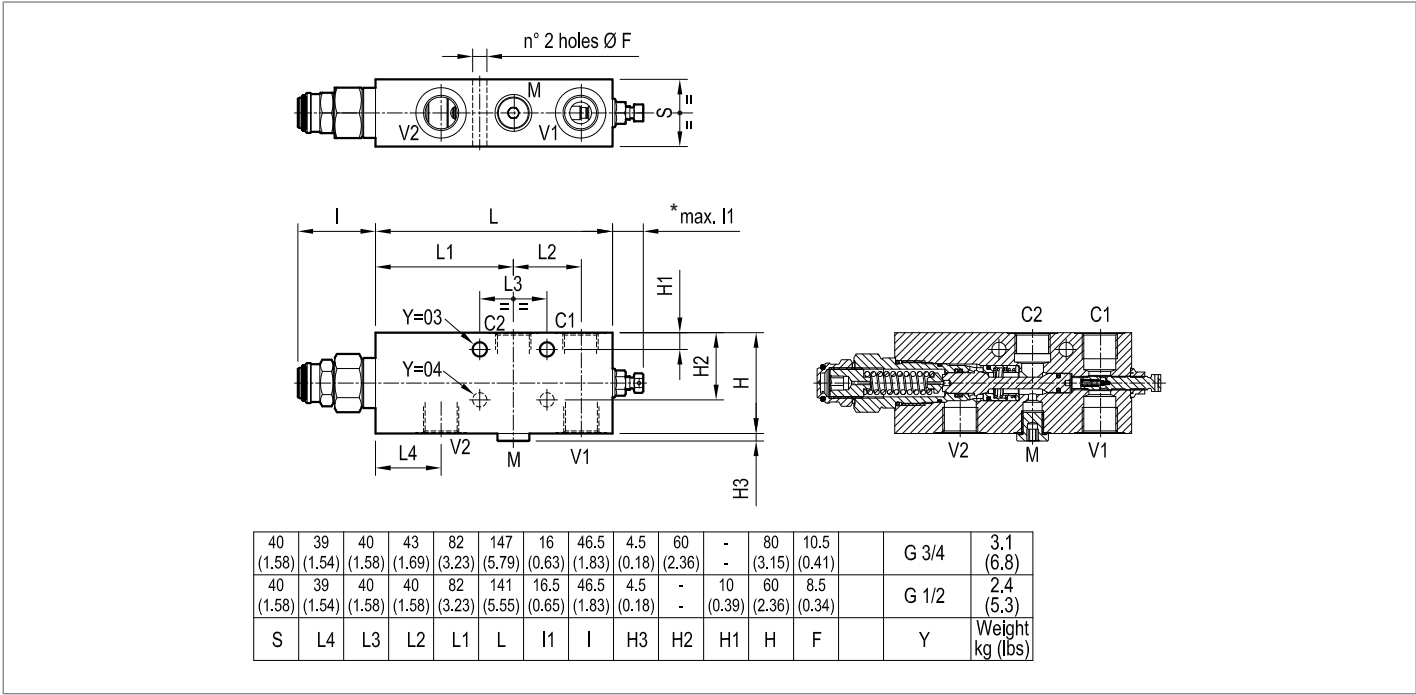 n° 2 holes Ø F
M
V2
V1
S
=
=
I
L
*max. I1
L1
L2
L3
= =
H1
Y=03
C2
C1
Y=04
H2
H
L4
V2
M
V1
H3
C2
C1
V2
M
V1
40 39 40 43 82 147 16 46.5 4.5 60 - 80 10.5 G 3/4 3.1
(1.58) (1.54) (1.58) (1.69) (3.23) (5.79) (0.63) (1.83) (0.18) (2.36) - (3.15) (0.41) (6.8)
40 39 40 40 82 141 16.5 46.5 4.5 - 10 60 8.5 G 1/2 2.4
(1.58) (1.54) (1.58) (1.58) (3.23) (5.55) (0.65) (1.83) (0.18) - (0.39) (2.36) (0.34) (5.3)
S L4 L3 L2 L1 L I1 I H3 H2 H1 H F Y Weight
kg (lbs)